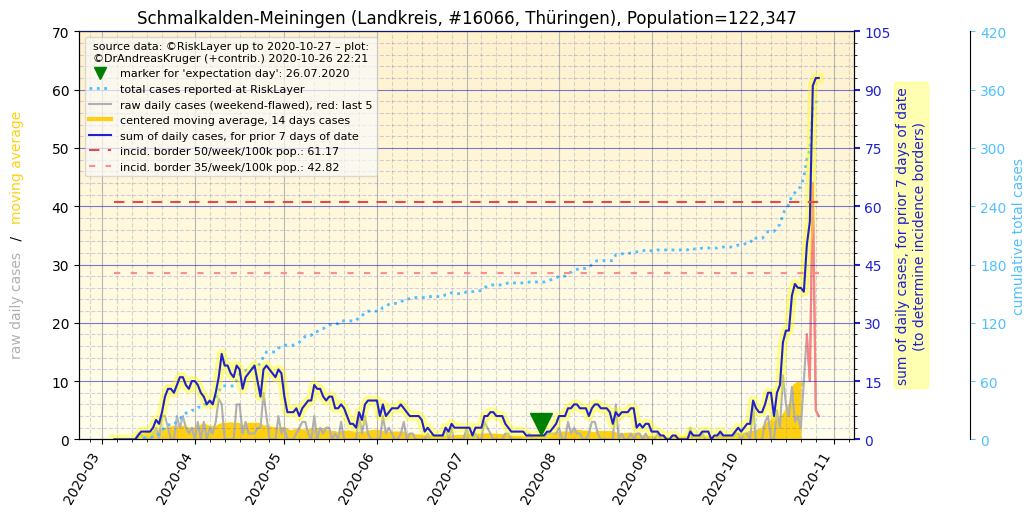 Schmalkalden-Meiningen (Landkreis, #16066, Thüringen), Population=122,347
source data: ©RiskLayer up to 2020-10-27 – plot:
©DrAndreasKruger (+contrib.) 2020-10-26 22:21
marker for 'expectation day': 26.07.2020
total cases reported at RiskLayer
raw daily cases (weekend-flawed), red: last 5
centered moving average, 14 days cases
sum of daily cases, for prior 7 days of date
incid. border 50/week/100k pop.: 61.17
incid. border 35/week/100k pop.: 42.82
raw daily cases / moving average
70
60
50
40
30
20
10
0
2020-03
2020-04
2020-05
2020-06
2020-07
2020-08
2020-09
2020-10
2020-11
105
90
75
60
45
30
15
0
sum of daily cases, for prior 7 days of date
(to determine incidence borders)
420
360
300
240
180
120
60
0
cumulative total cases